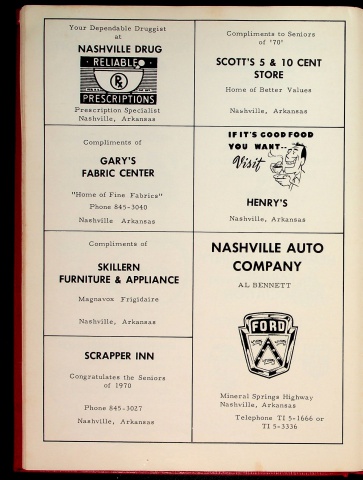 Your Dependable Druggist
at
NASHVILLE DRUG
RELIABLE
Rx
PRESCRIPTIONS
Prescription Specialist
Nashville, Arkansas
Compliments of
GARY'S
FABRIC CENTER
"Home of Fine Fabrics"
Phone 845-3040
Nashville Arkansas
Compliments of
SKILLERN
FURNITURE & APPLIANCE
Magnavox Frigidaire
Nashville, Arkansas
SCRAPPER INN
Congratulates the Seniors
of 1970
Phone 845-3027
Nashville, Arkansas
Compliments to Seniors
of '70'
SCOTT'S 5 & 10 CENT
STORE
Home of Better Values
Nashville, Arkansas
IF IT'S GOOD FOOD
YOU WANT--
Visit
HENRY'S
Nashville, Arkansas
NASHVILLE AUTO
COMPANY
AL BENNETT
FORD
Mineral Springs Highway
Nashville, Arkansas
Telephone TI 5-1666 or
TI 5-3336